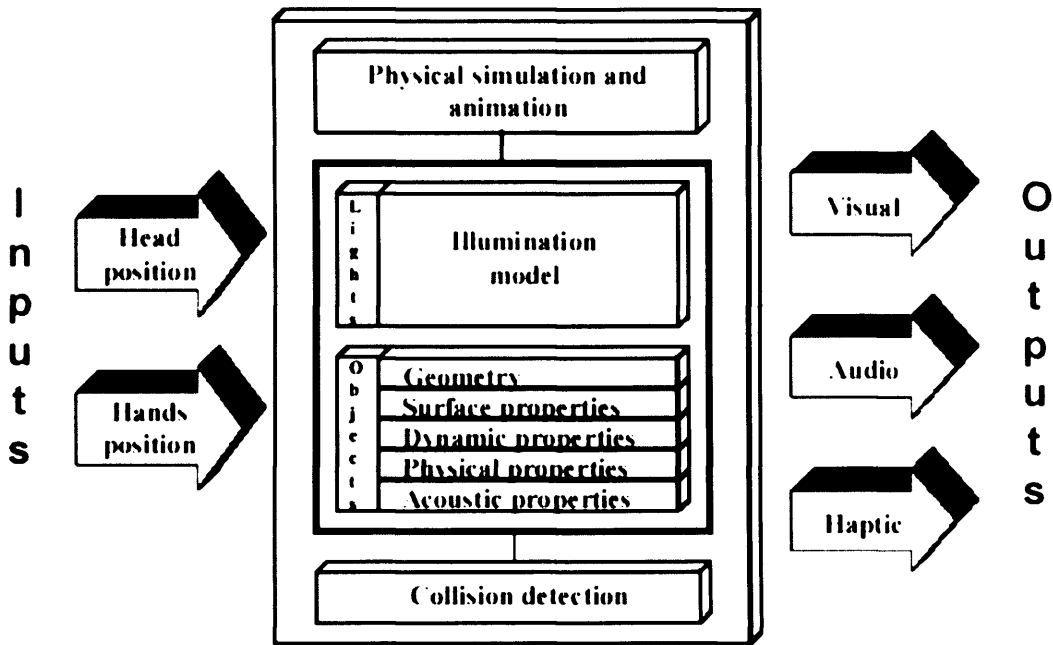 Inputs
Head
position
Hands
position
Physical simulation and
animation
Lights
Illumination
model
Objects
Geometry
Surface properties
Dynamic properties
Physical properties
Acoustic properties
Collision detection
Visual
Audio
Haptic
Outputs